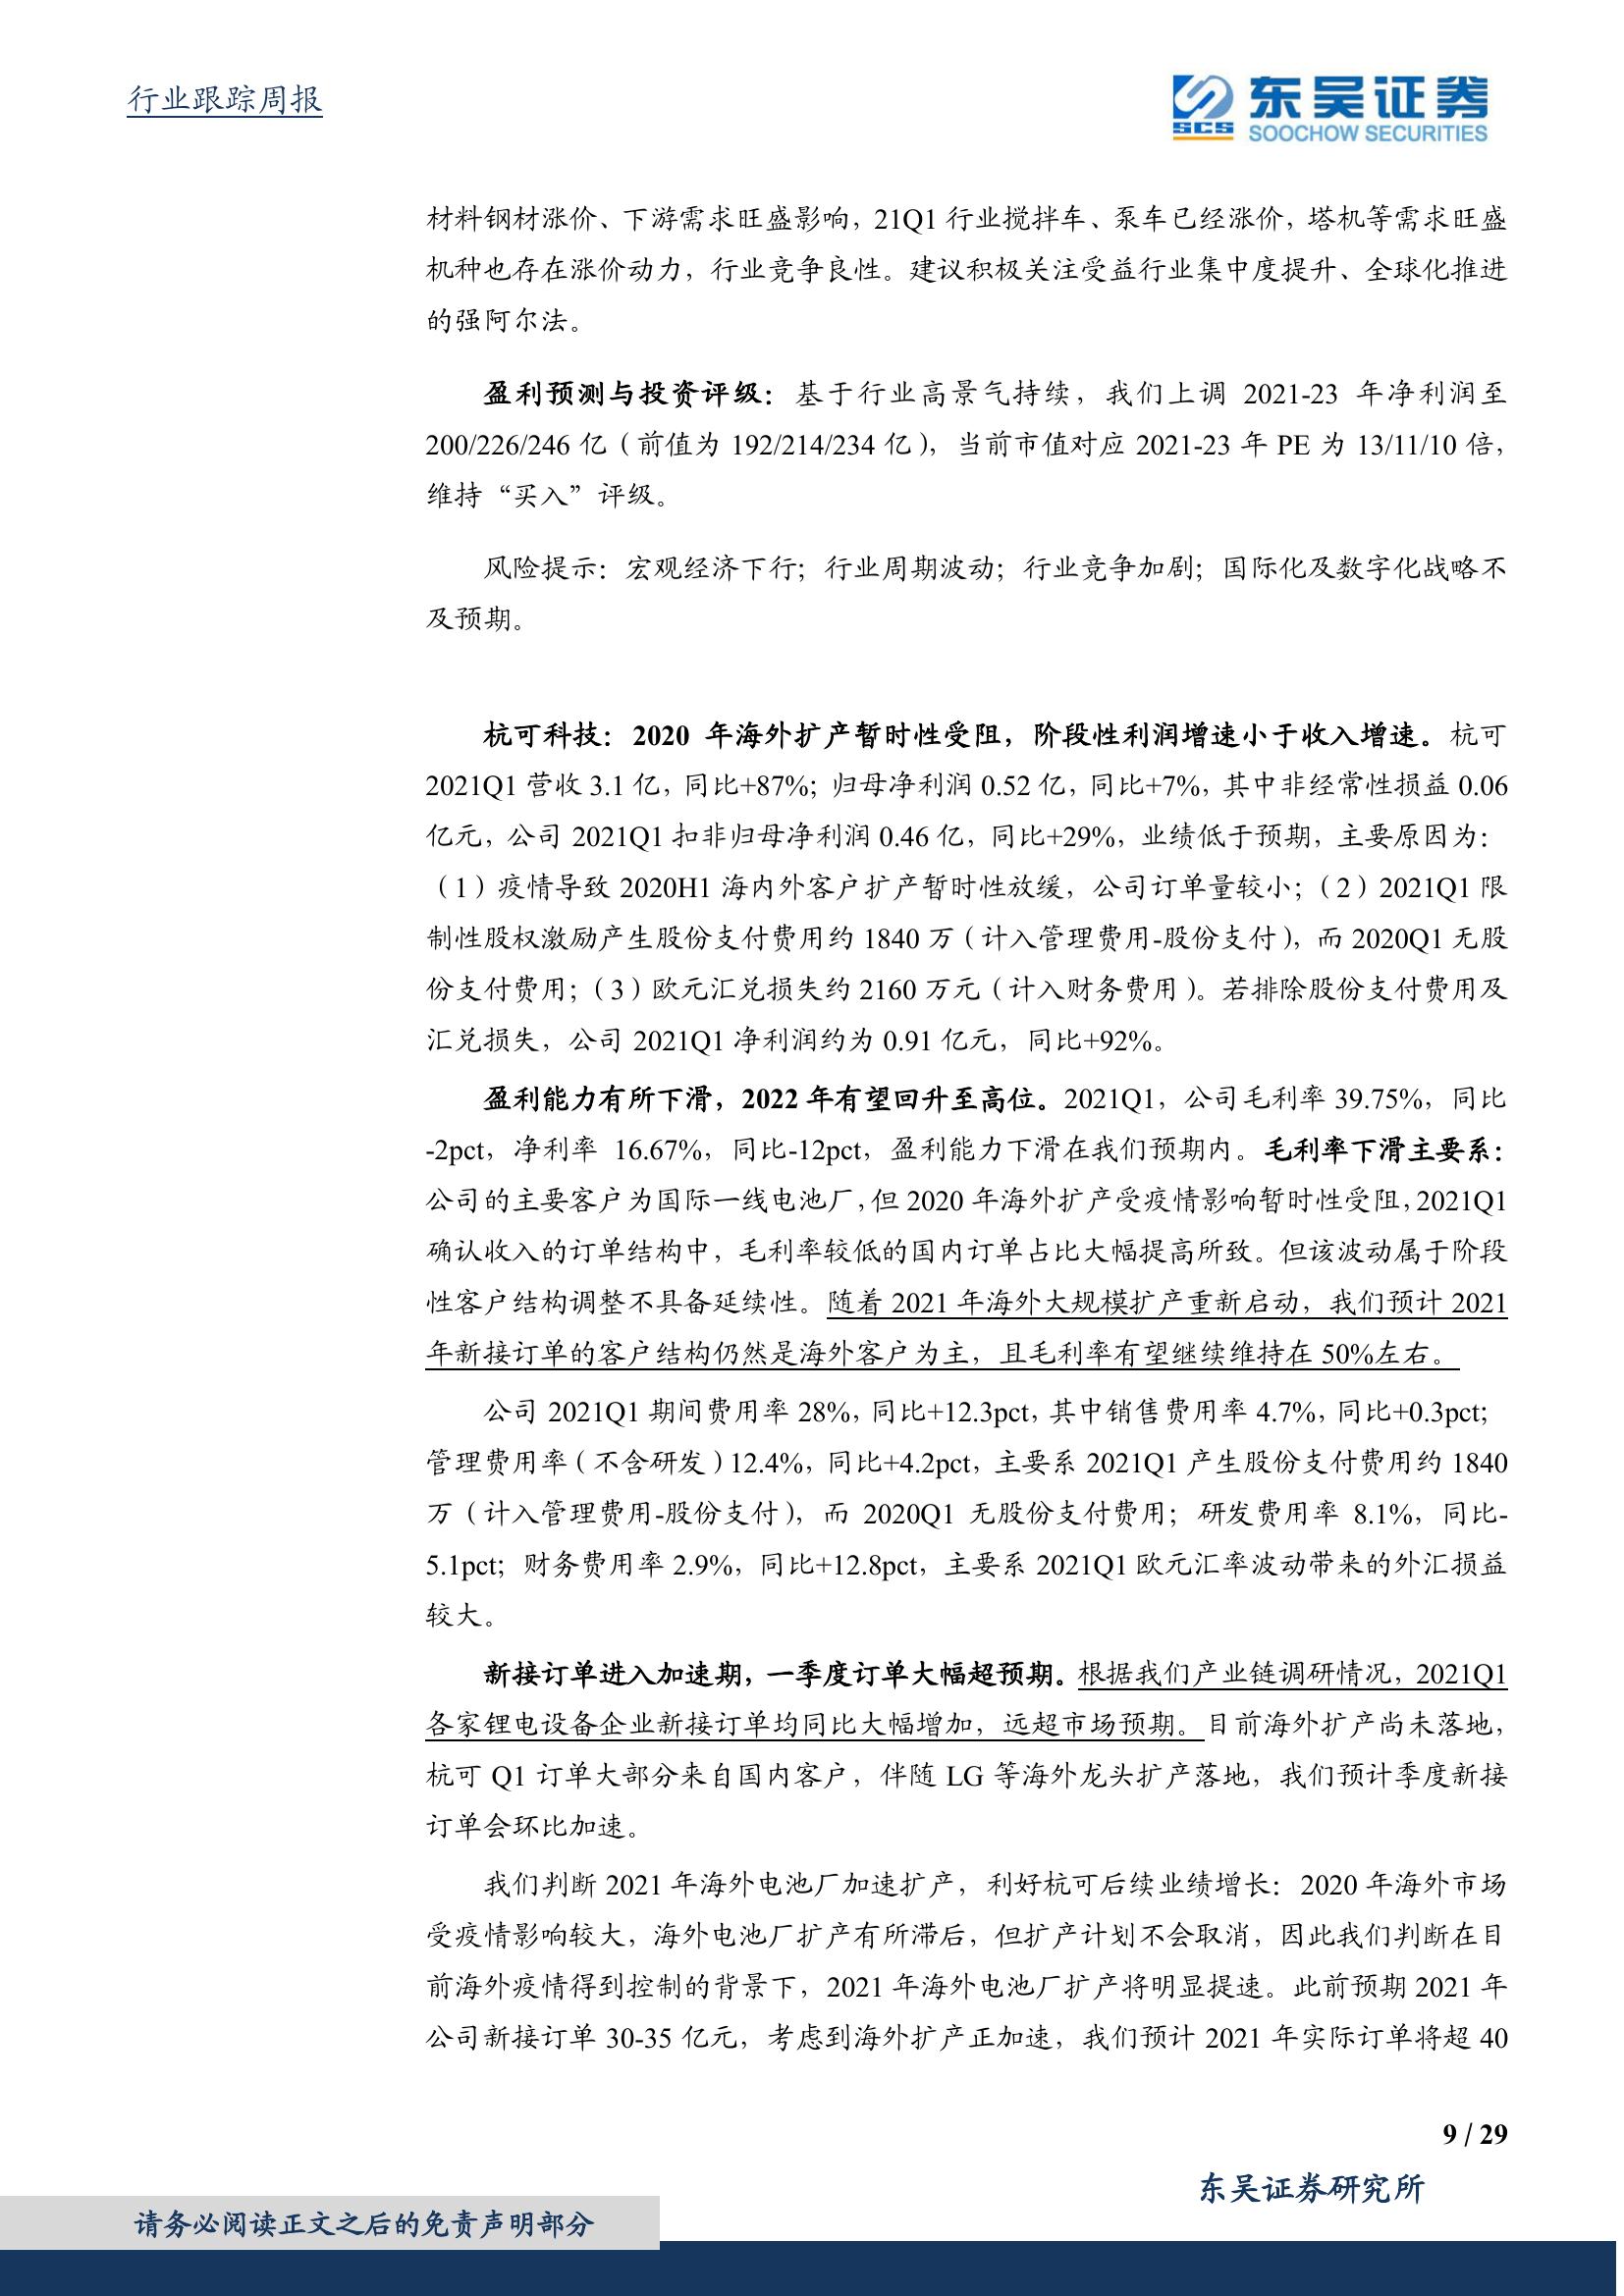 行业跟踪周报
东吴证券
SCS
SOOCHOW SECURITIES
材料钢材涨价、下游需求旺盛影响，21Q1 行业搅拌车、泵车已经涨价，塔机等需求旺盛
机种也存在涨价动力，行业竞争良性。建议积极关注受益行业集中度提升、全球化推进
的强阿尔法。
盈利预测与投资评级：基于行业高景气持续，我们上调 2021-23 年净利润至
200/226/246 亿（前值为 192/214/234 亿），当前市值对应 2021-23 年 PE 为 13/11/10 倍，
维持“买入”评级。
风险提示：宏观经济下行；行业周期波动；行业竞争加剧；国际化及数字化战略不
及预期。
杭可科技：2020 年海外扩产暂时性受阻，阶段性利润增速小于收入增速。杭可
2021Q1 营收 3.1 亿，同比+87%；归母净利润 0.52 亿，同比+7%，其中非经常性损益 0.06
亿元，公司 2021Q1 扣非归母净利润 0.46 亿，同比+29%，业绩低于预期，主要原因为：
（1）疫情导致 2020H1 海内外客户扩产暂时性放缓，公司订单量较小；（2）2021Q1 限
制性股权激励产生股份支付费用约 1840 万（计入管理费用-股份支付），而 2020Q1 无股
份支付费用；（3）欧元汇兑损失约 2160 万元（计入财务费用）。若排除股份支付费用及
汇兑损失，公司 2021Q1 净利润约为 0.91 亿元，同比+92%。
盈利能力有所下滑，2022 年有望回升至高位。2021Q1，公司毛利率 39.75%，同比
-2pct，净利率 16.67%，同比-12pct，盈利能力下滑在我们预期内。毛利率下滑主要系：
公司的主要客户为国际一线电池厂，但 2020 年海外扩产受疫情影响暂时性受阻，2021Q1
确认收入的订单结构中，毛利率较低的国内订单占比大幅提高所致。但该波动属于阶段
性客户结构调整不具备延续性。随着 2021 年海外大规模扩产重新启动，我们预计 2021
年新接订单的客户结构仍然是海外客户为主，且毛利率有望继续维持在 50%左右。
公司 2021Q1 期间费用率 28%，同比+12.3pct，其中销售费用率 4.7%，同比+0.3pct；
管理费用率（不含研发）12.4%，同比+4.2pct，主要系 2021Q1 产生股份支付费用约 1840
万（计入管理费用-股份支付），而 2020Q1 无股份支付费用；研发费用率 8.1%，同比-
5.1pct；财务费用率 2.9%，同比+12.8pct，主要系 2021Q1 欧元汇率波动带来的外汇损益
较大。
新接订单进入加速期，一季度订单大幅超预期。根据我们产业链调研情况，2021Q1
各家锂电设备企业新接订单均同比大幅增加，远超市场预期。目前海外扩产尚未落地，
杭可 Q1 订单大部分来自国内客户，伴随 LG 等海外龙头扩产落地，我们预计季度新接
订单会环比加速。
我们判断 2021 年海外电池厂加速扩产，利好杭可后续业绩增长：2020 年海外市场
受疫情影响较大，海外电池厂扩产有所滞后，但扩产计划不会取消，因此我们判断在目
前海外疫情得到控制的背景下，2021 年海外电池厂扩产将明显提速。此前预期 2021 年
公司新接订单 30-35 亿元，考虑到海外扩产正加速，我们预计 2021 年实际订单将超 40
9 / 29
东吴证券研究所
请务必阅读正文之后的免责声明部分